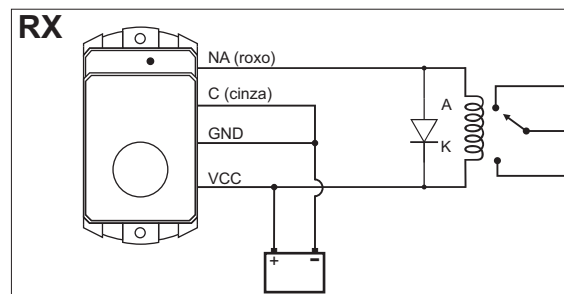 RX
NA (roxo)
C (cinza)
A
GND
K
VCC
+ -